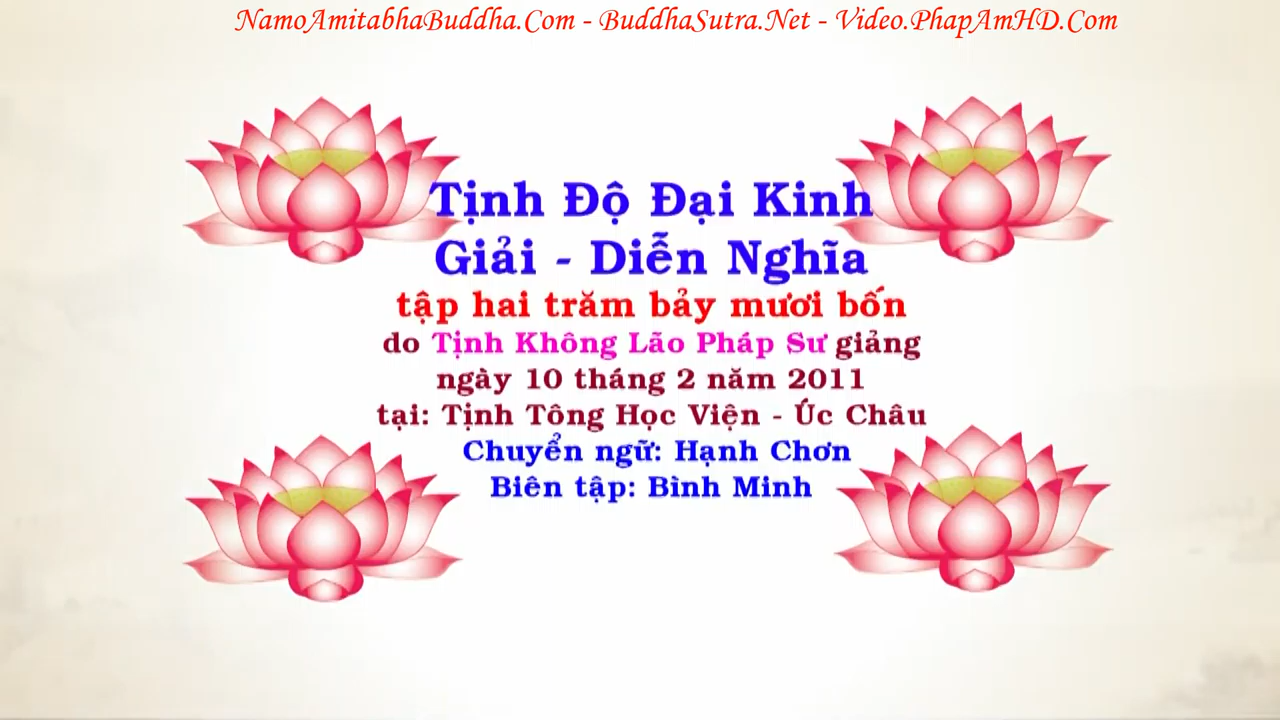 NamoAmitabhaBuddha.Com - BuddhaSutra.Net - Video.PhapAmHD.Com
Tịnh Độ Đại Kinh
Giải - Diễn Nghĩa
tập hai trăm bảy mươi bốn
do Tịnh Không Lão Pháp Sư giảng
ngày 10 tháng 2 năm 2011
tại: Tịnh Tông Học Viện - Úc Châu
Chuyển ngữ: Hạnh Chơn
Biên tập: Bình Minh